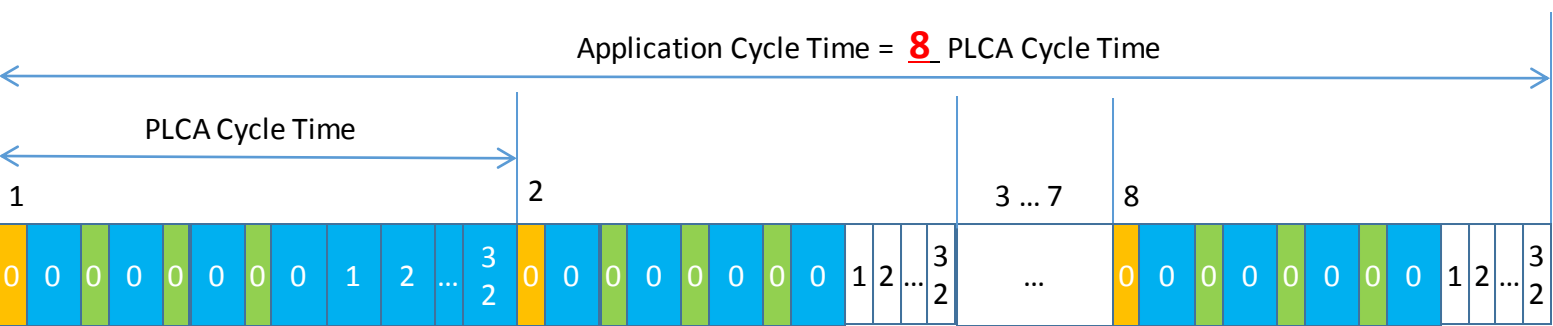 Application Cycle Time = 8 PLCA Cycle Time
PLCA Cycle Time
1 2 3 … 7 8
0 0 0 0 0 0 0 0 1 2 … 32 0 0 0 0 0 0 0 0 1 2 … 32 … 0 0 0 0 0 0 0 0 1 2 … 32